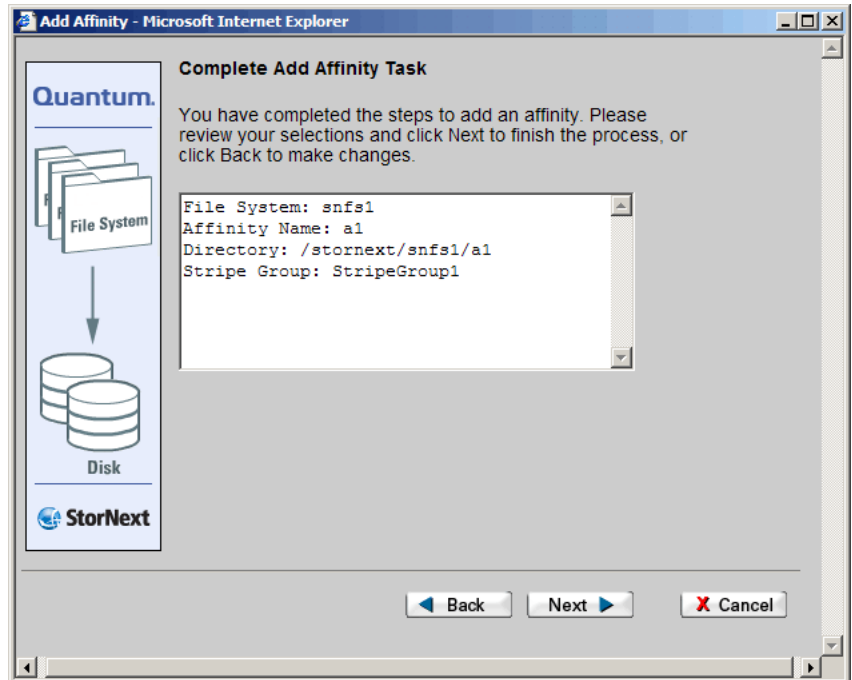 Add Affinity - Microsoft Internet Explorer
Quantum.
File System
Disk
StorNext
Complete Add Affinity Task
You have completed the steps to add an affinity. Please
review your selections and click Next to finish the process, or
click Back to make changes.
File System: snfs1
Affinity Name: a1
Directory: /stornext/snfs1/a1
Stripe Group: StripeGroup1
Back
Next
X Cancel